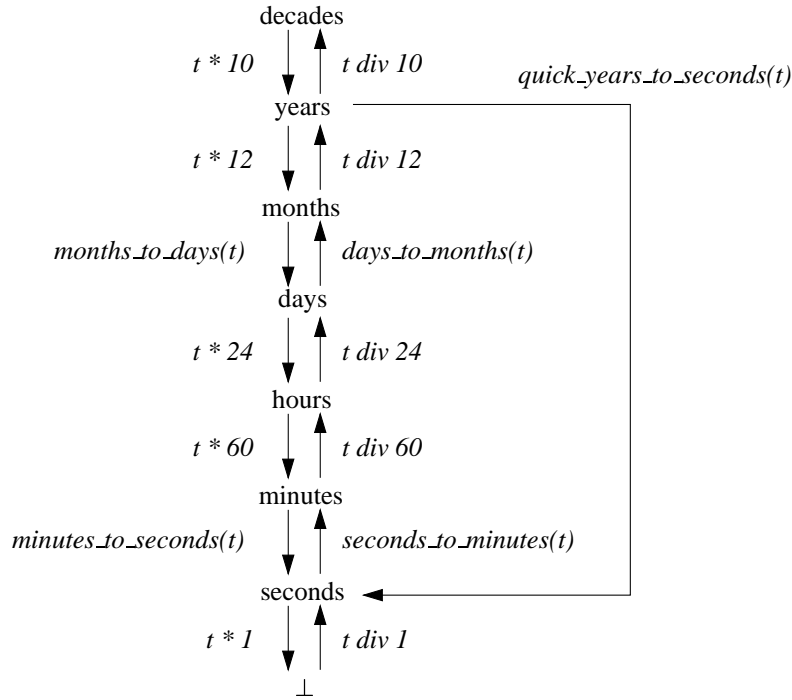 decades
t * 10 t div 10
quick_years_to_seconds(t)
years
t * 12 t div 12
months
months_to_days(t) days_to_months(t)
days
t * 24 t div 24
hours
t * 60 t div 60
minutes
minutes_to_seconds(t) seconds_to_minutes(t)
seconds
t * 1 t div 1
⊥